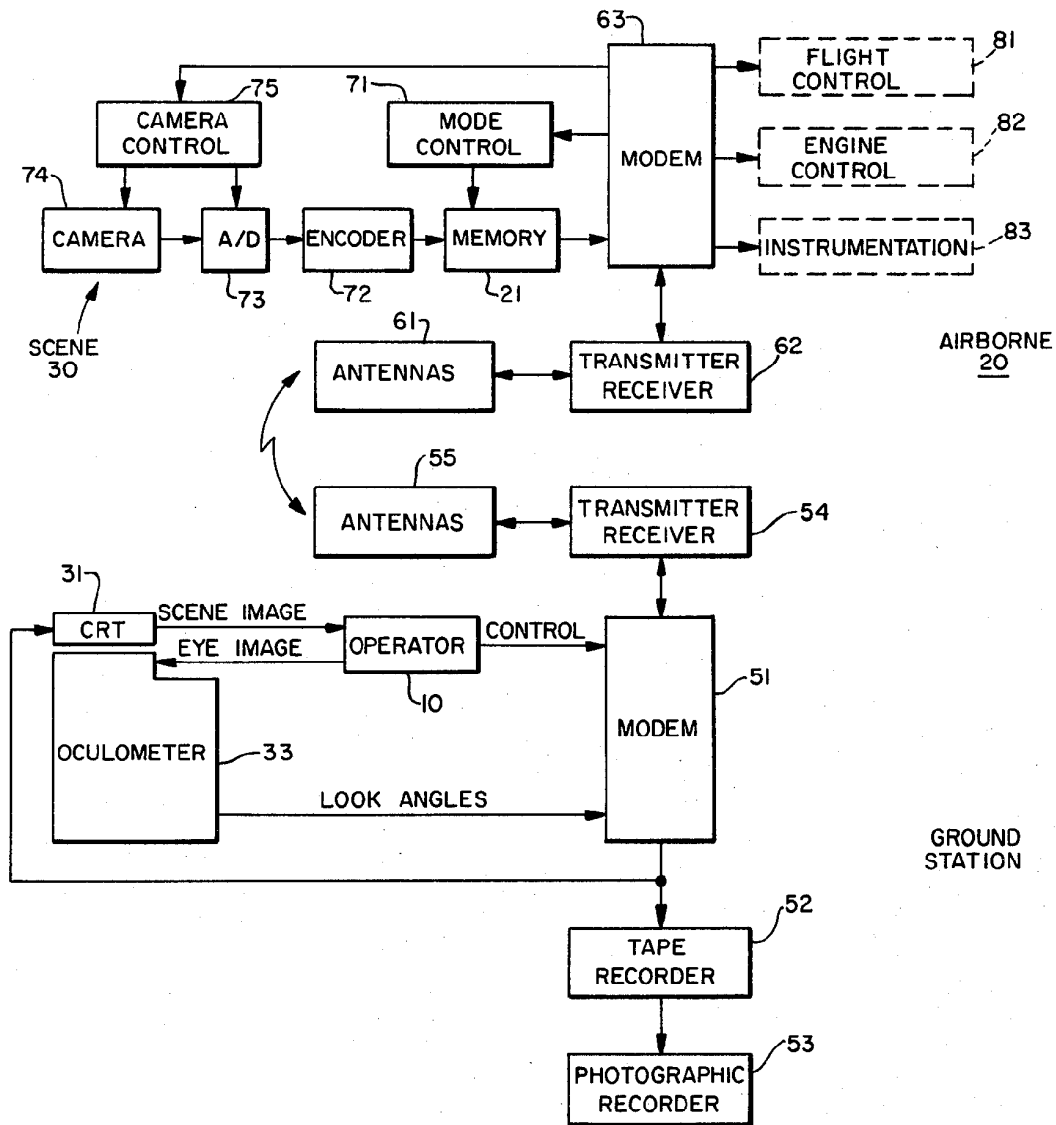 63
81
FLIGHT
CONTROL
75
71
CAMERA
CONTROL
MODE
CONTROL
82
ENGINE
CONTROL
MODEM
74
CAMERA
A/D
ENCODER
MEMORY
83
INSTRUMENTATION
73
72
21
SCENE
30
61
ANTENNAS
TRANSMITTER
RECEIVER
62
AIRBORNE
20
55
ANTENNAS
TRANSMITTER
RECEIVER
54
31
CRT
SCENE IMAGE
EYE IMAGE
OPERATOR
10
CONTROL
51
MODEM
OCULOMETER
33
LOOK ANGLES
GROUND
STATION
52
TAPE
RECORDER
53
PHOTOGRAPHIC
RECORDER